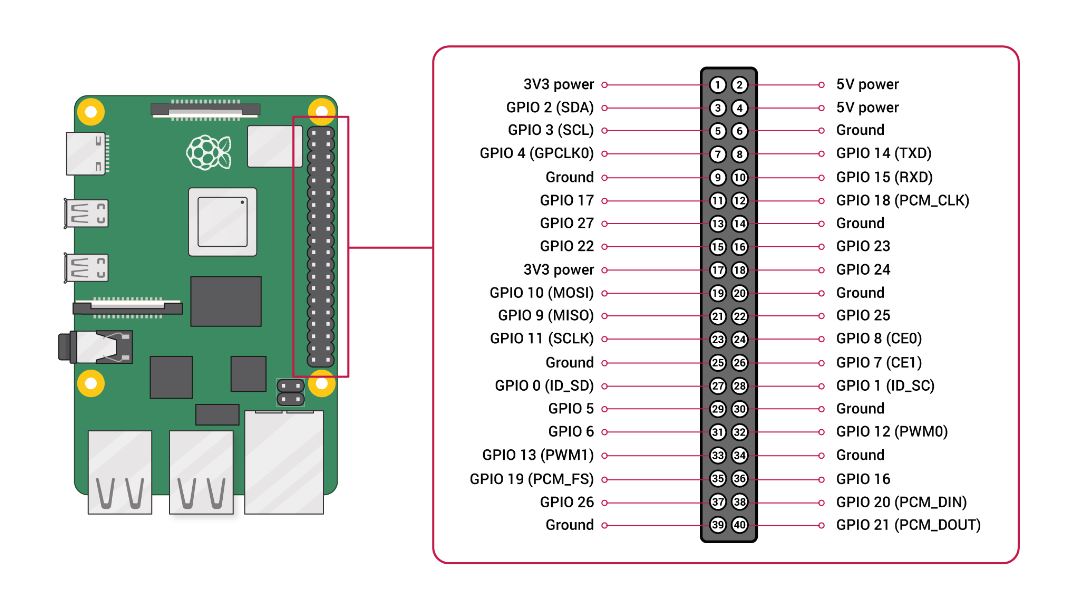 3V3 power 1 2 5V power
GPIO 2 (SDA) 3 4 5V power
GPIO 3 (SCL) 5 6 Ground
GPIO 4 (GPCLK0) 7 8 GPIO 14 (TXD)
Ground 9 10 GPIO 15 (RXD)
GPIO 17 11 12 GPIO 18 (PCM_CLK)
GPIO 27 13 14 Ground
GPIO 22 15 16 GPIO 23
3V3 power 17 18 GPIO 24
GPIO 10 (MOSI) 19 20 Ground
GPIO 9 (MISO) 21 22 GPIO 25
GPIO 11 (SCLK) 23 24 GPIO 8 (CE0)
Ground 25 26 GPIO 7 (CE1)
GPIO 0 (ID_SD) 27 28 GPIO 1 (ID_SC)
GPIO 5 29 30 Ground
GPIO 6 31 32 GPIO 12 (PWM0)
GPIO 13 (PWM1) 33 34 Ground
GPIO 19 (PCM_FS) 35 36 GPIO 16
GPIO 26 37 38 GPIO 20 (PCM_DIN)
Ground 39 40 GPIO 21 (PCM_DOUT)